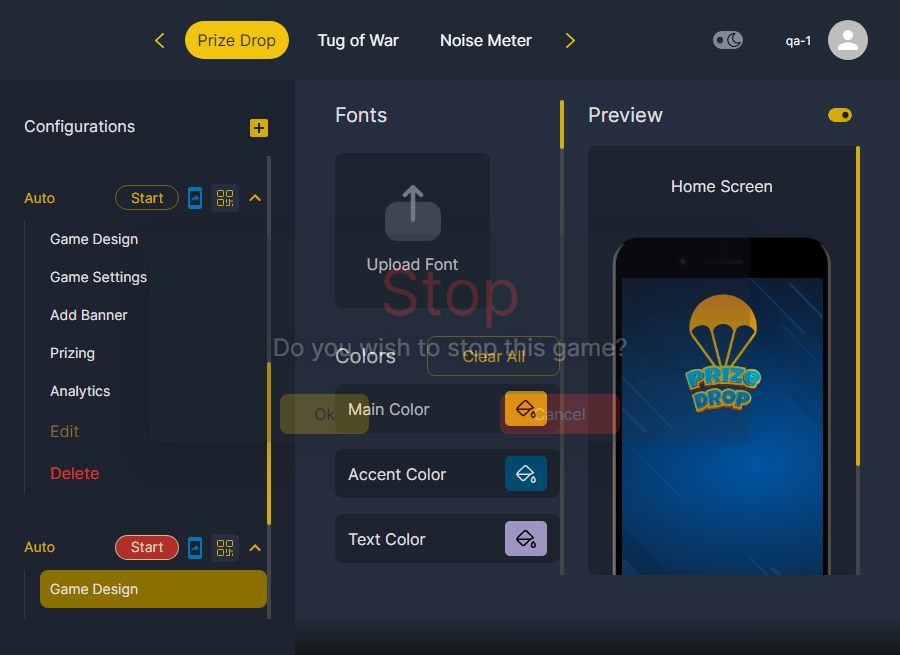 Prize Drop
Tug of War
Noise Meter
qa-1
Configurations
Auto
Start
Game Design
Game Settings
Add Banner
Prizing
Analytics
Edit
Delete
Auto
Start
Game Design
Fonts
Upload Font
Colors
Clear All
Main Color
Accent Color
Text Color
Stop
Do you wish to stop this game?
Ok
Cancel
Preview
Home Screen
PRIZE
DROP